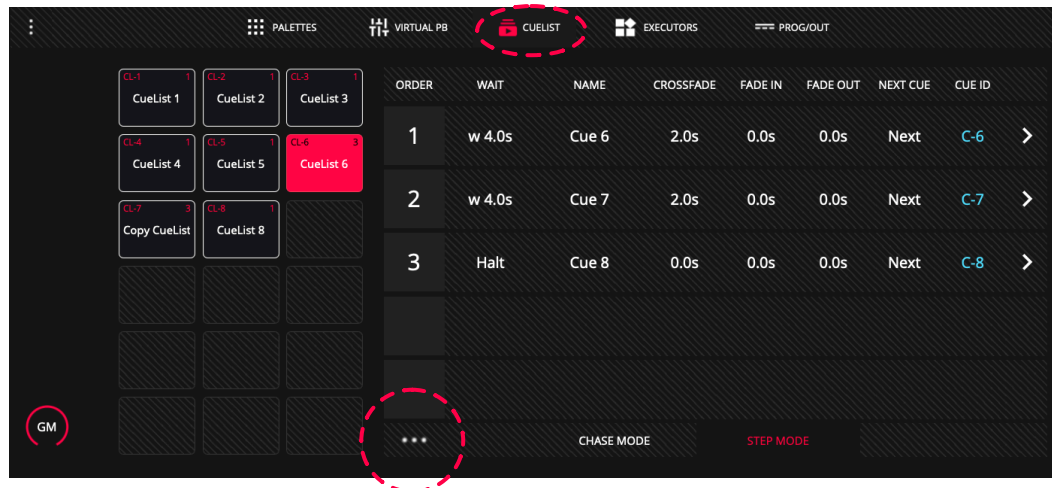 PALETTES VIRTUAL PB CUELIST EXECUTORS PROG/OUT
CL-1 1 CL-2 1 CL-3 1
CueList 1 CueList 2 CueList 3
CL-4 1 CL-5 1 CL-6 3
CueList 4 CueList 5 CueList 6
CL-7 3 CL-8 1
Copy CueList CueList 8
ORDER WAIT NAME CROSSFADE FADE IN FADE OUT NEXT CUE CUE ID
1 w 4.0s Cue 6 2.0s 0.0s 0.0s Next C-6
2 w 4.0s Cue 7 2.0s 0.0s 0.0s Next C-7
3 Halt Cue 8 0.0s 0.0s 0.0s Next C-8
GM
CHASE MODE STEP MODE